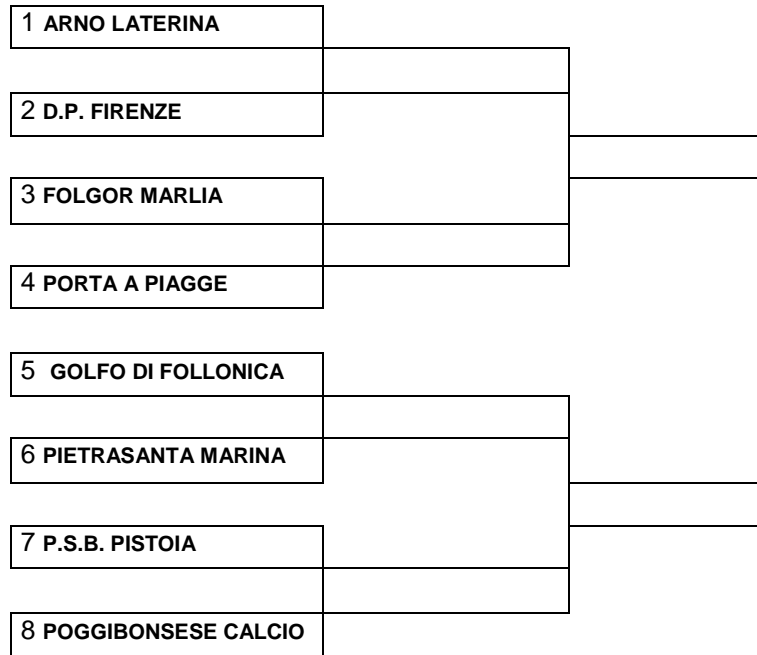 1 ARNO LATERINA
2 D.P. FIRENZE
3 FOLGOR MARLIA
4 PORTA A PIAGGE
5 GOLFO DI FOLLONICA
6 PIETRASANTA MARINA
7 P.S.B. PISTOIA
8 POGGIBONSESE CALCIO